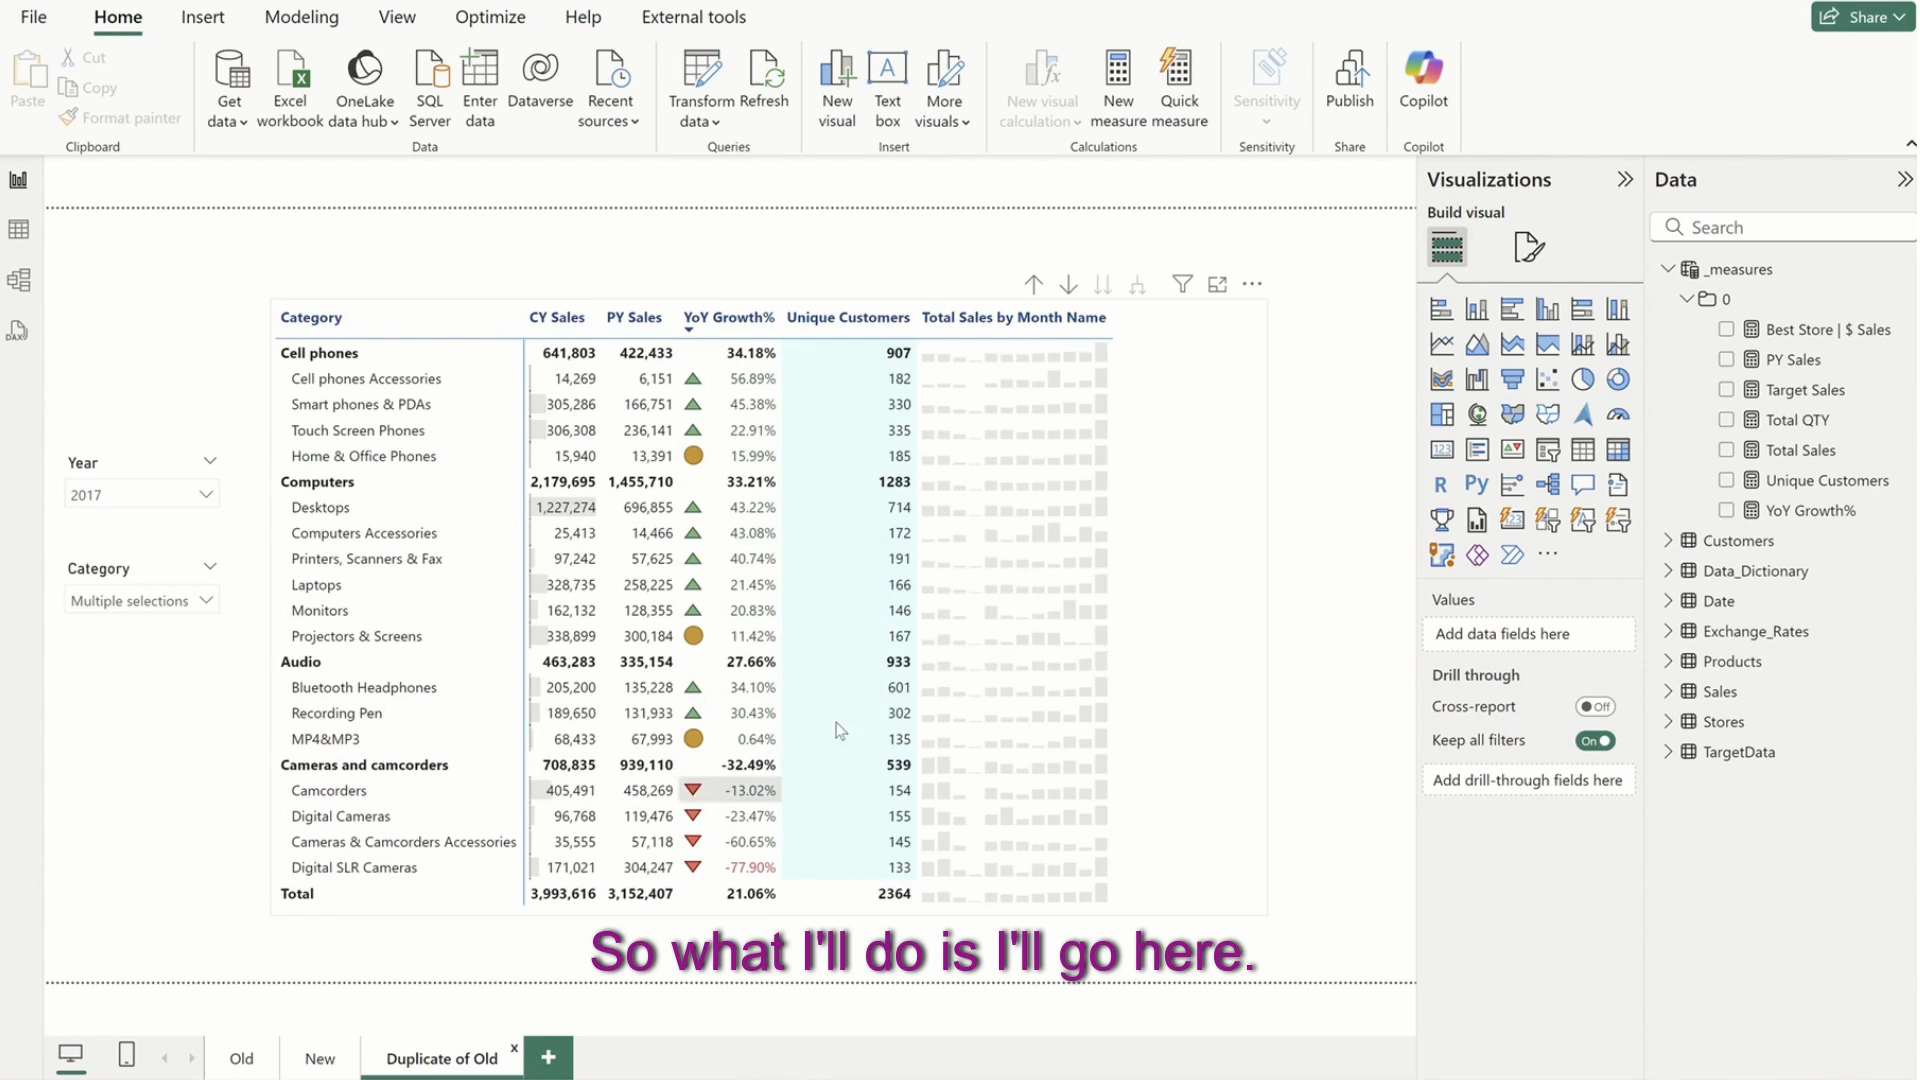 File Home Insert Modeling View Optimize Help External tools Share
Paste Cut
Copy
Format painter
Get data Excel workbook OneLake data hub SQL Server Enter data Dataverse Recent sources Transform data Refresh New visual Text box More visuals New visual calculation New measure Quick measure Sensitivity Publish Copilot
Clipboard Data Queries Insert Calculations Sensitivity Share Copilot
Year
2017
Category
Multiple selections
Category CY Sales PY Sales YoY Growth% Unique Customers Total Sales by Month Name
Cell phones 641,803 422,433 34.18% 907
Cell phones Accessories 14,269 6,151 56.89% 182
Smart phones & PDAs 305,286 166,751 45.38% 330
Touch Screen Phones 306,308 236,141 22.91% 335
Home & Office Phones 15,940 13,391 15.99% 185
Computers 2,179,695 1,455,710 33.21% 1283
Desktops 1,227,274 696,855 43.22% 714
Computers Accessories 25,413 14,466 43.08% 172
Printers, Scanners & Fax 97,242 57,625 40.74% 191
Laptops 328,735 258,225 21.45% 166
Monitors 162,132 128,355 20.83% 146
Projectors & Screens 338,899 300,184 11.42% 167
Audio 463,283 335,154 27.66% 933
Bluetooth Headphones 205,200 135,228 34.10% 601
Recording Pen 189,650 131,933 30.43% 302
MP4&MP3 68,433 67,993 0.64% 135
Cameras and camcorders 708,835 939,110 -32.49% 539
Camcorders 405,491 458,269 -13.02% 154
Digital Cameras 96,768 119,476 -23.47% 155
Cameras & Camcorders Accessories 35,555 57,118 -60.65% 145
Digital SLR Cameras 171,021 304,247 -77.90% 133
Total 3,993,616 3,152,407 21.06% 2364
So what I'll do is I'll go here.
Old New Duplicate of Old x +
Visualizations
Build visual
R Py
123
Values
Add data fields here
Drill through
Cross-report Off
Keep all filters On
Add drill-through fields here
Data
Search
_measures
0
Best Store | $ Sales
PY Sales
Target Sales
Total QTY
Total Sales
Unique Customers
YoY Growth%
Customers
Data_Dictionary
Date
Exchange_Rates
Products
Sales
Stores
TargetData